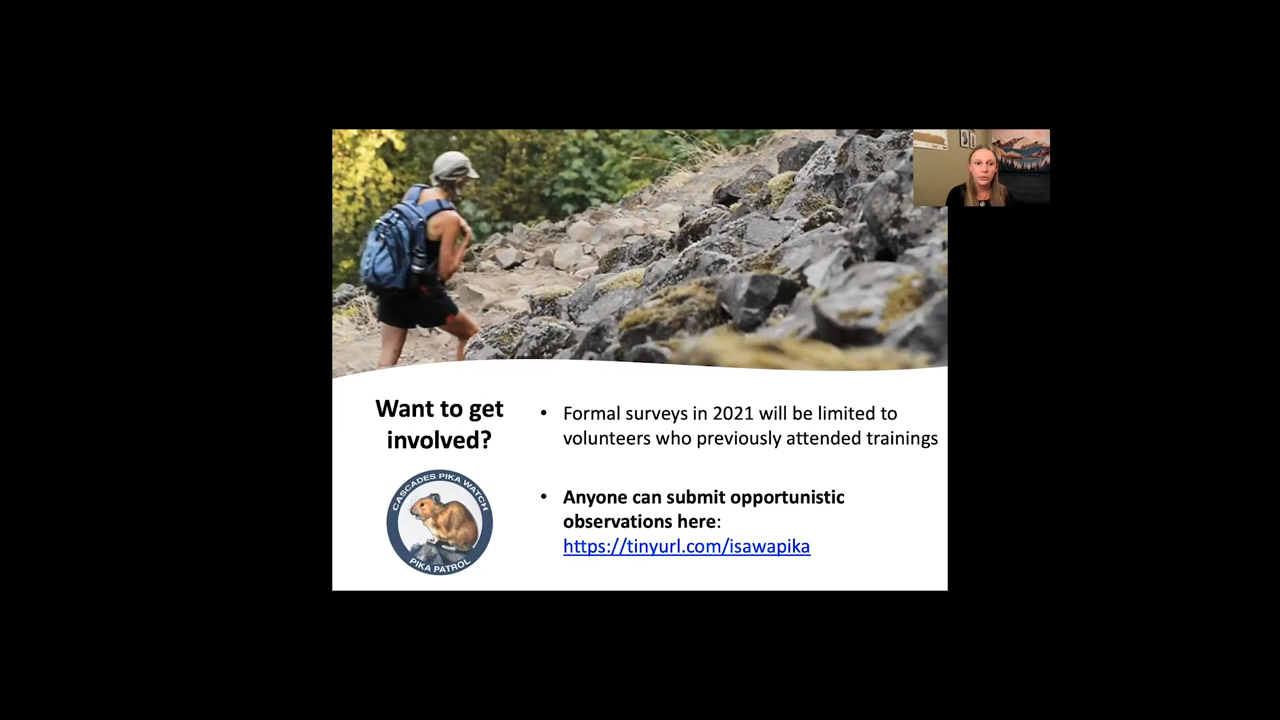 Want to get
involved?
CASCADES PIKA WATCH
PIKA PATROL
• Formal surveys in 2021 will be limited to
volunteers who previously attended trainings
• Anyone can submit opportunistic
observations here:
https://tinyurl.com/isawapika